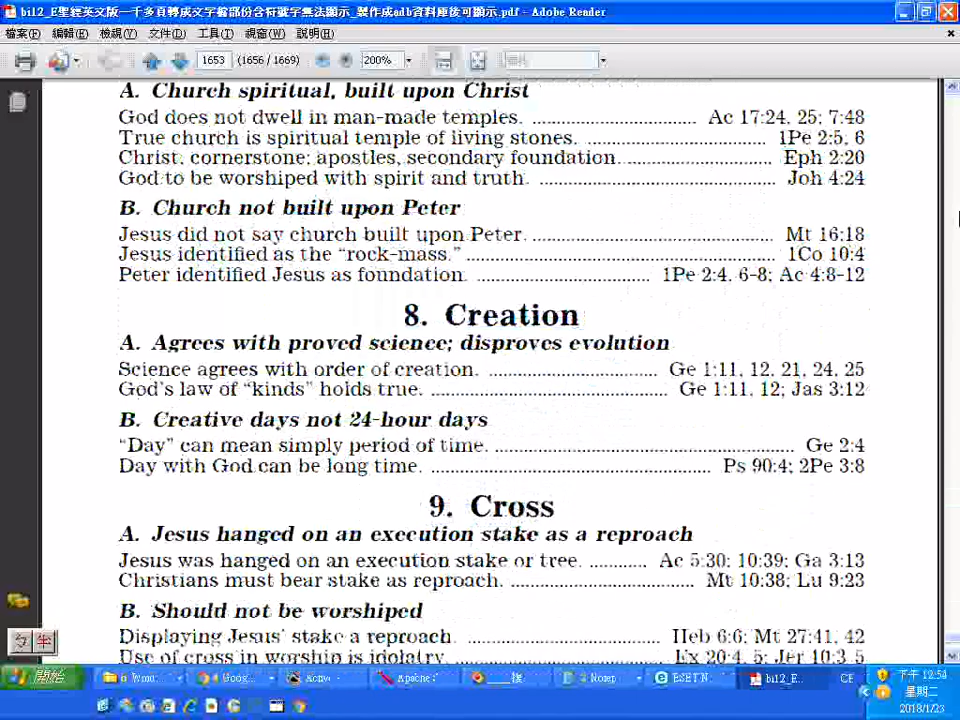 bi12_E聖經英文版_一千多頁轉成文字檔部份含符號字無法顯示_製作成adb資料庫後可顯示.pdf - Adobe Reader
檔案(F) 編輯(E) 檢視(V) 文件(D) 工具(T) 視窗(W) 說明(H)
1653 (1656 / 1669) 200% 尋找
A. Church spiritual, built upon Christ
God does not dwell in man-made temples. Ac 17:24, 25; 7:48
True church is spiritual temple of living stones. 1Pe 2:5, 6
Christ, cornerstone; apostles, secondary foundation. Eph 2:20
God to be worshiped with spirit and truth. Joh 4:24
B. Church not built upon Peter
Jesus did not say church built upon Peter. Mt 16:18
Jesus identified as the “rock-mass.” 1Co 10:4
Peter identified Jesus as foundation. 1Pe 2:4, 6-8; Ac 4:8-12
8. Creation
A. Agrees with proved science; disproves evolution
Science agrees with order of creation. Ge 1:11, 12, 21, 24, 25
God’s law of “kinds” holds true. Ge 1:11, 12; Jas 3:12
B. Creative days not 24-hour days
“Day” can mean simply period of time. Ge 2:4
Day with God can be long time. Ps 90:4; 2Pe 3:8
9. Cross
A. Jesus hanged on an execution stake as a reproach
Jesus was hanged on an execution stake or tree. Ac 5:30; 10:39; Ga 3:13
Christians must bear stake as reproach. Mt 10:38; Lu 9:23
B. Should not be worshiped
Displaying Jesus’ stake a reproach. Heb 6:6; Mt 27:41, 42
Use of cross in worship is idolatry. Ex 20:4, 5; Jer 10:3-5
ㄅ 半
開始 6 Wind... Goog... Active... Apache... 2 Notep... ESET N... bi12_E... CH
下午 12:54
星期二
2018/1/23